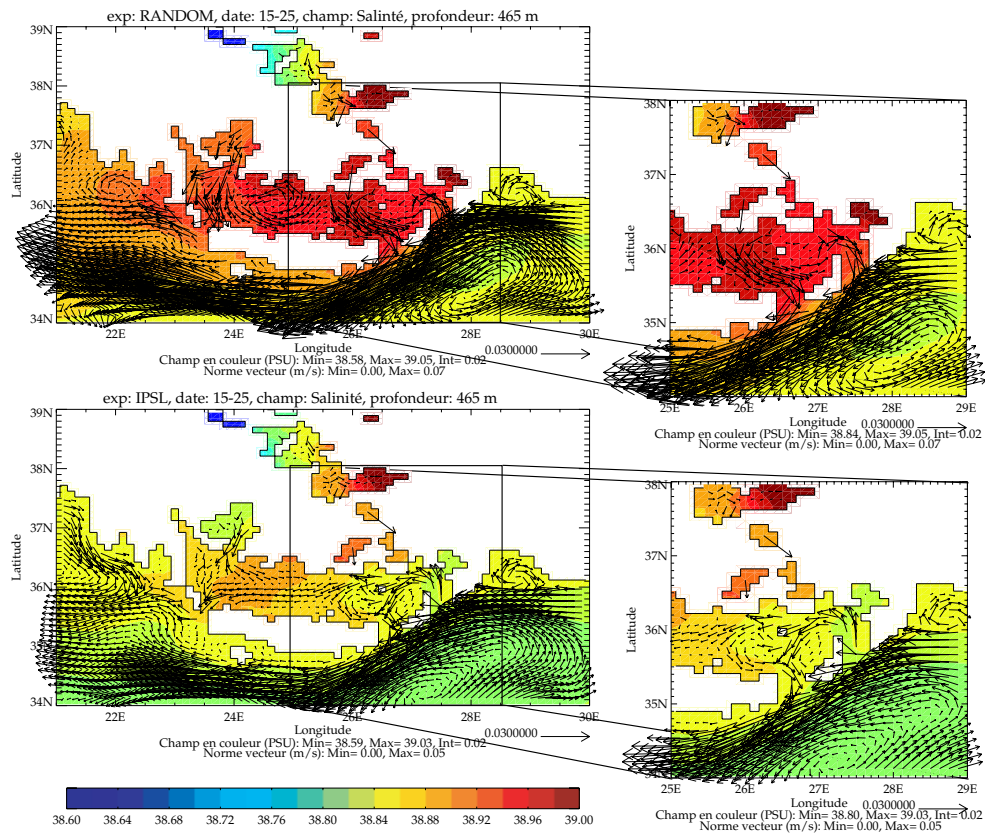 exp: RANDOM, date: 15-25, champ: Salinité, profondeur: 465 m
39N
38N
37N
36N
35N
34N
Latitude
22E 24E 26E 28E 30E
Longitude
0.0300000
Champ en couleur (PSU): Min= 38.58, Max= 39.05, Int= 0.02
Norme vecteur (m/s): Min= 0.00, Max= 0.07
38N
37N
36N
35N
34N
Latitude
25E 26E 27E 28E 29E
Longitude
0.0300000
Champ en couleur (PSU): Min= 38.84, Max= 39.05, Int= 0.02
Norme vecteur (m/s): Min= 0.00, Max= 0.07
exp: IPSL, date: 15-25, champ: Salinité, profondeur: 465 m
39N
38N
37N
36N
35N
34N
Latitude
22E 24E 26E 28E 30E
Longitude
0.0300000
Champ en couleur (PSU): Min= 38.59, Max= 39.03, Int= 0.02
Norme vecteur (m/s): Min= 0.00, Max= 0.05
38N
37N
36N
35N
34N
Latitude
25E 26E 27E 28E 29E
Longitude
0.0300000
Champ en couleur (PSU): Min= 38.80, Max= 39.03, Int= 0.02
Norme vecteur (m/s): Min= 0.00, Max= 0.05
38.60 38.64 38.68 38.72 38.76 38.80 38.84 38.88 38.92 38.96 39.00